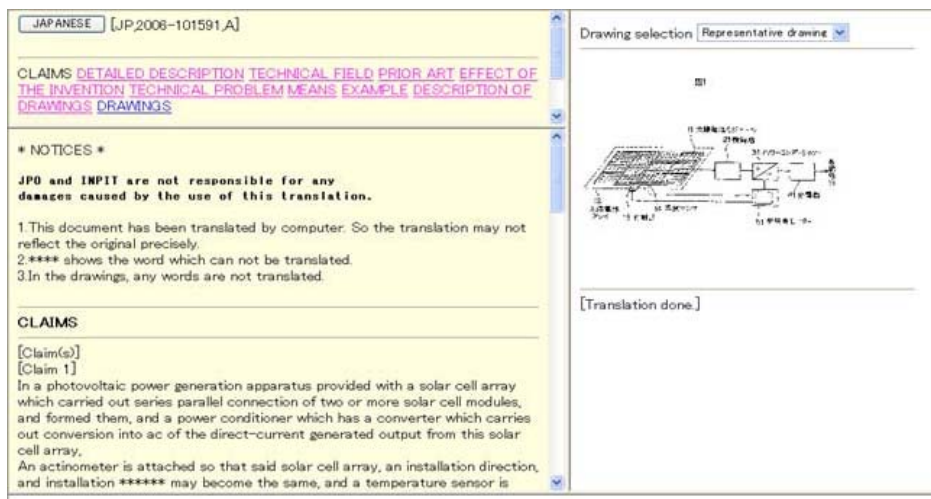 JAPANESE [JP,2006-101591,A]
CLAIMS DETAILED DESCRIPTION TECHNICAL FIELD PRIOR ART EFFECT OF
THE INVENTION TECHNICAL PROBLEM MEANS EXAMPLE DESCRIPTION OF
DRAWINGS DRAWINGS
* NOTICES *
JPO and INPIT are not responsible for any
damages caused by the use of this translation.
1.This document has been translated by computer. So the translation may not
reflect the original precisely.
2.**** shows the word which can not be translated.
3.In the drawings, any words are not translated.
CLAIMS
[Claim(s)]
[Claim 1]
In a photovoltaic power generation apparatus provided with a solar cell array
which carried out series parallel connection of two or more solar cell modules,
and formed them, and a power conditioner which has a converter which carries
out conversion into ac of the direct-current generated output from this solar
cell array,
An actinometer is attached so that said solar cell array, an installation direction,
and installation ****** may become the same, and a temperature sensor is
Drawing selection Representative drawing
図1
[Translation done.]